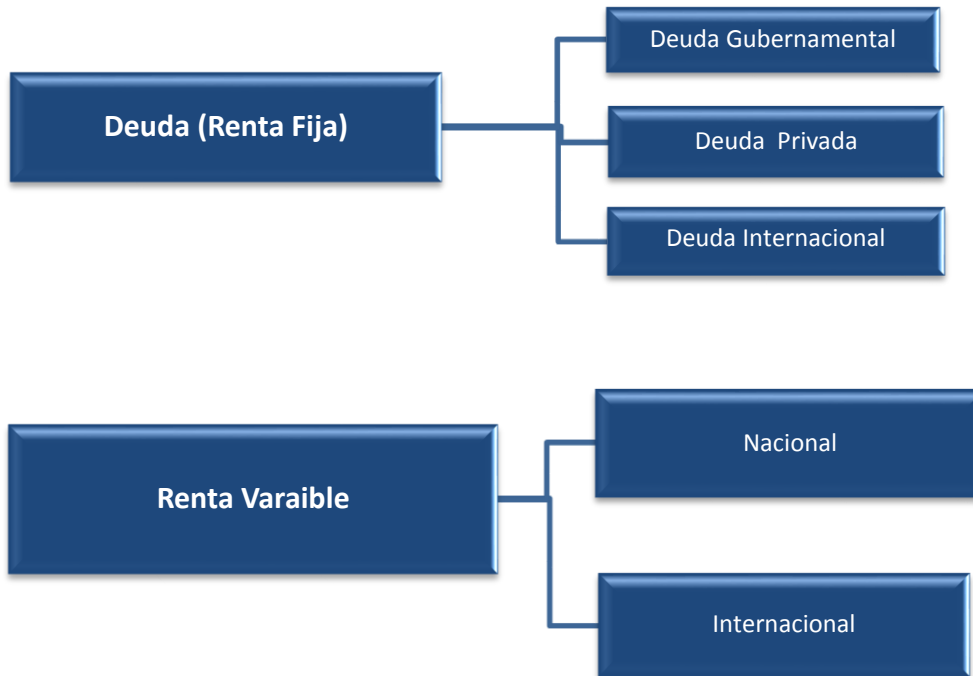 Deuda Gubernamental
Deuda (Renta Fija)
Deuda Privada
Deuda Internacional
Nacional
Renta Varaible
Internacional